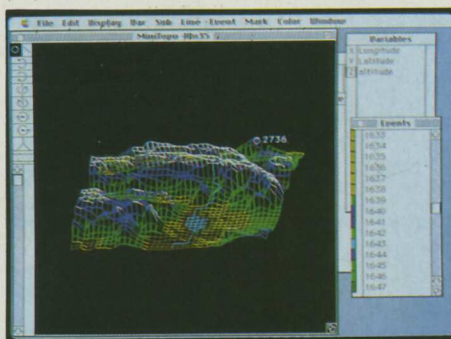 File Edit Display Bar Sub Line Event Mark Color Window
Variables
X Longitude
Y Latitude
Z Altitude
2736
Events
1633
1634
1635
1636
1637
1638
1639
1640
1641
1642
1643
1644
1645
1646
1647